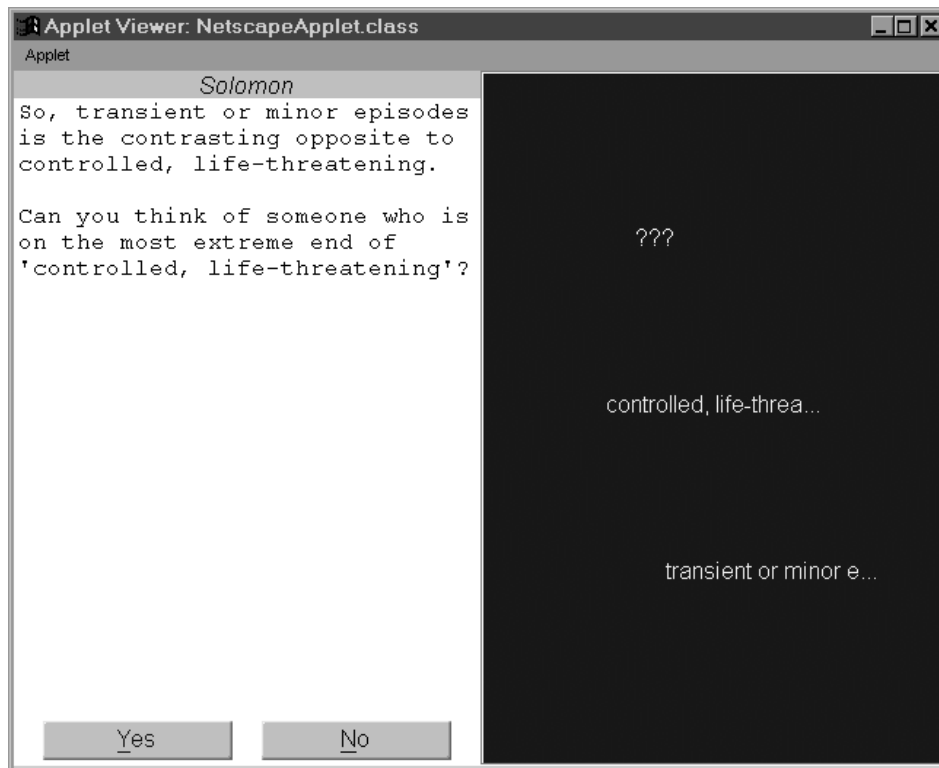 Applet Viewer: NetscapeApplet.class
Applet
Solomon
So, transient or minor episodes
is the contrasting opposite to
controlled, life-threatening.
Can you think of someone who is
on the most extreme end of
'controlled, life-threatening'?
Yes
No
???
controlled, life-threa...
transient or minor e...